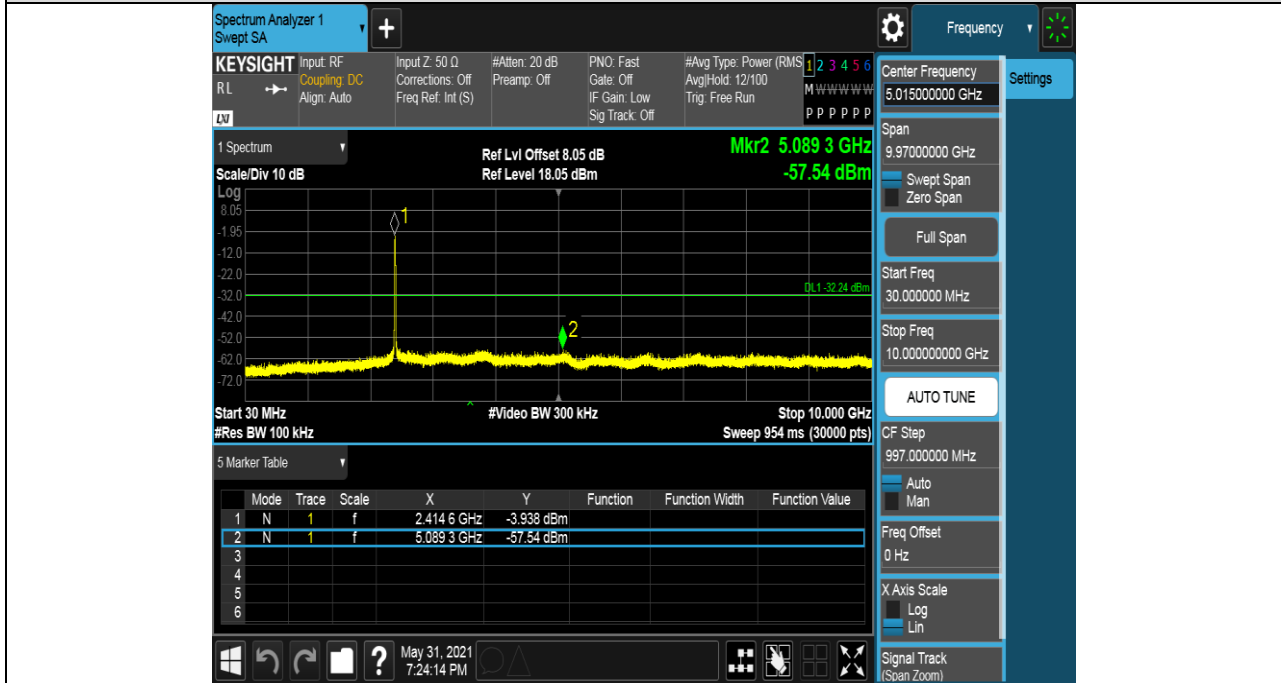 Spectrum Analyzer 1
Swept SA
Frequency
KEYSIGHT
RL
LXI
Input: RF
Coupling: DC
Align: Auto
Input Z: 50 Ω
Corrections: Off
Freq Ref: Int (S)
#Atten: 20 dB
Preamp: Off
PNO: Fast
Gate: Off
IF Gain: Low
Sig Track: Off
#Avg Type: Power (RMS
Avg|Hold: 12/100
Trig: Free Run
1 2 3 4 5 6
M W W W W W
P P P P P P
1 Spectrum
Scale/Div 10 dB
Ref Lvl Offset 8.05 dB
Ref Level 18.05 dBm
Mkr2 5.089 3 GHz
-57.54 dBm
Log
8.05
-1.95
-12.0
-22.0
-32.0
-42.0
-52.0
-62.0
-72.0
1
2
DL1 -32.24 dBm
Start 30 MHz
#Res BW 100 kHz
#Video BW 300 kHz
Stop 10.000 GHz
Sweep 954 ms (30000 pts)
5 Marker Table
Mode Trace Scale X Y Function Function Width Function Value
1 N 1 f 2.414 6 GHz -3.938 dBm
2 N 1 f 5.089 3 GHz -57.54 dBm
3
4
5
6
?
May 31, 2021
7:24:14 PM
Center Frequency
5.015000000 GHz
Span
9.97000000 GHz
Swept Span
Zero Span
Full Span
Start Freq
30.000000 MHz
Stop Freq
10.000000000 GHz
AUTO TUNE
CF Step
997.000000 MHz
Auto
Man
Freq Offset
0 Hz
X Axis Scale
Log
Lin
Signal Track
(Span Zoom)
Settings